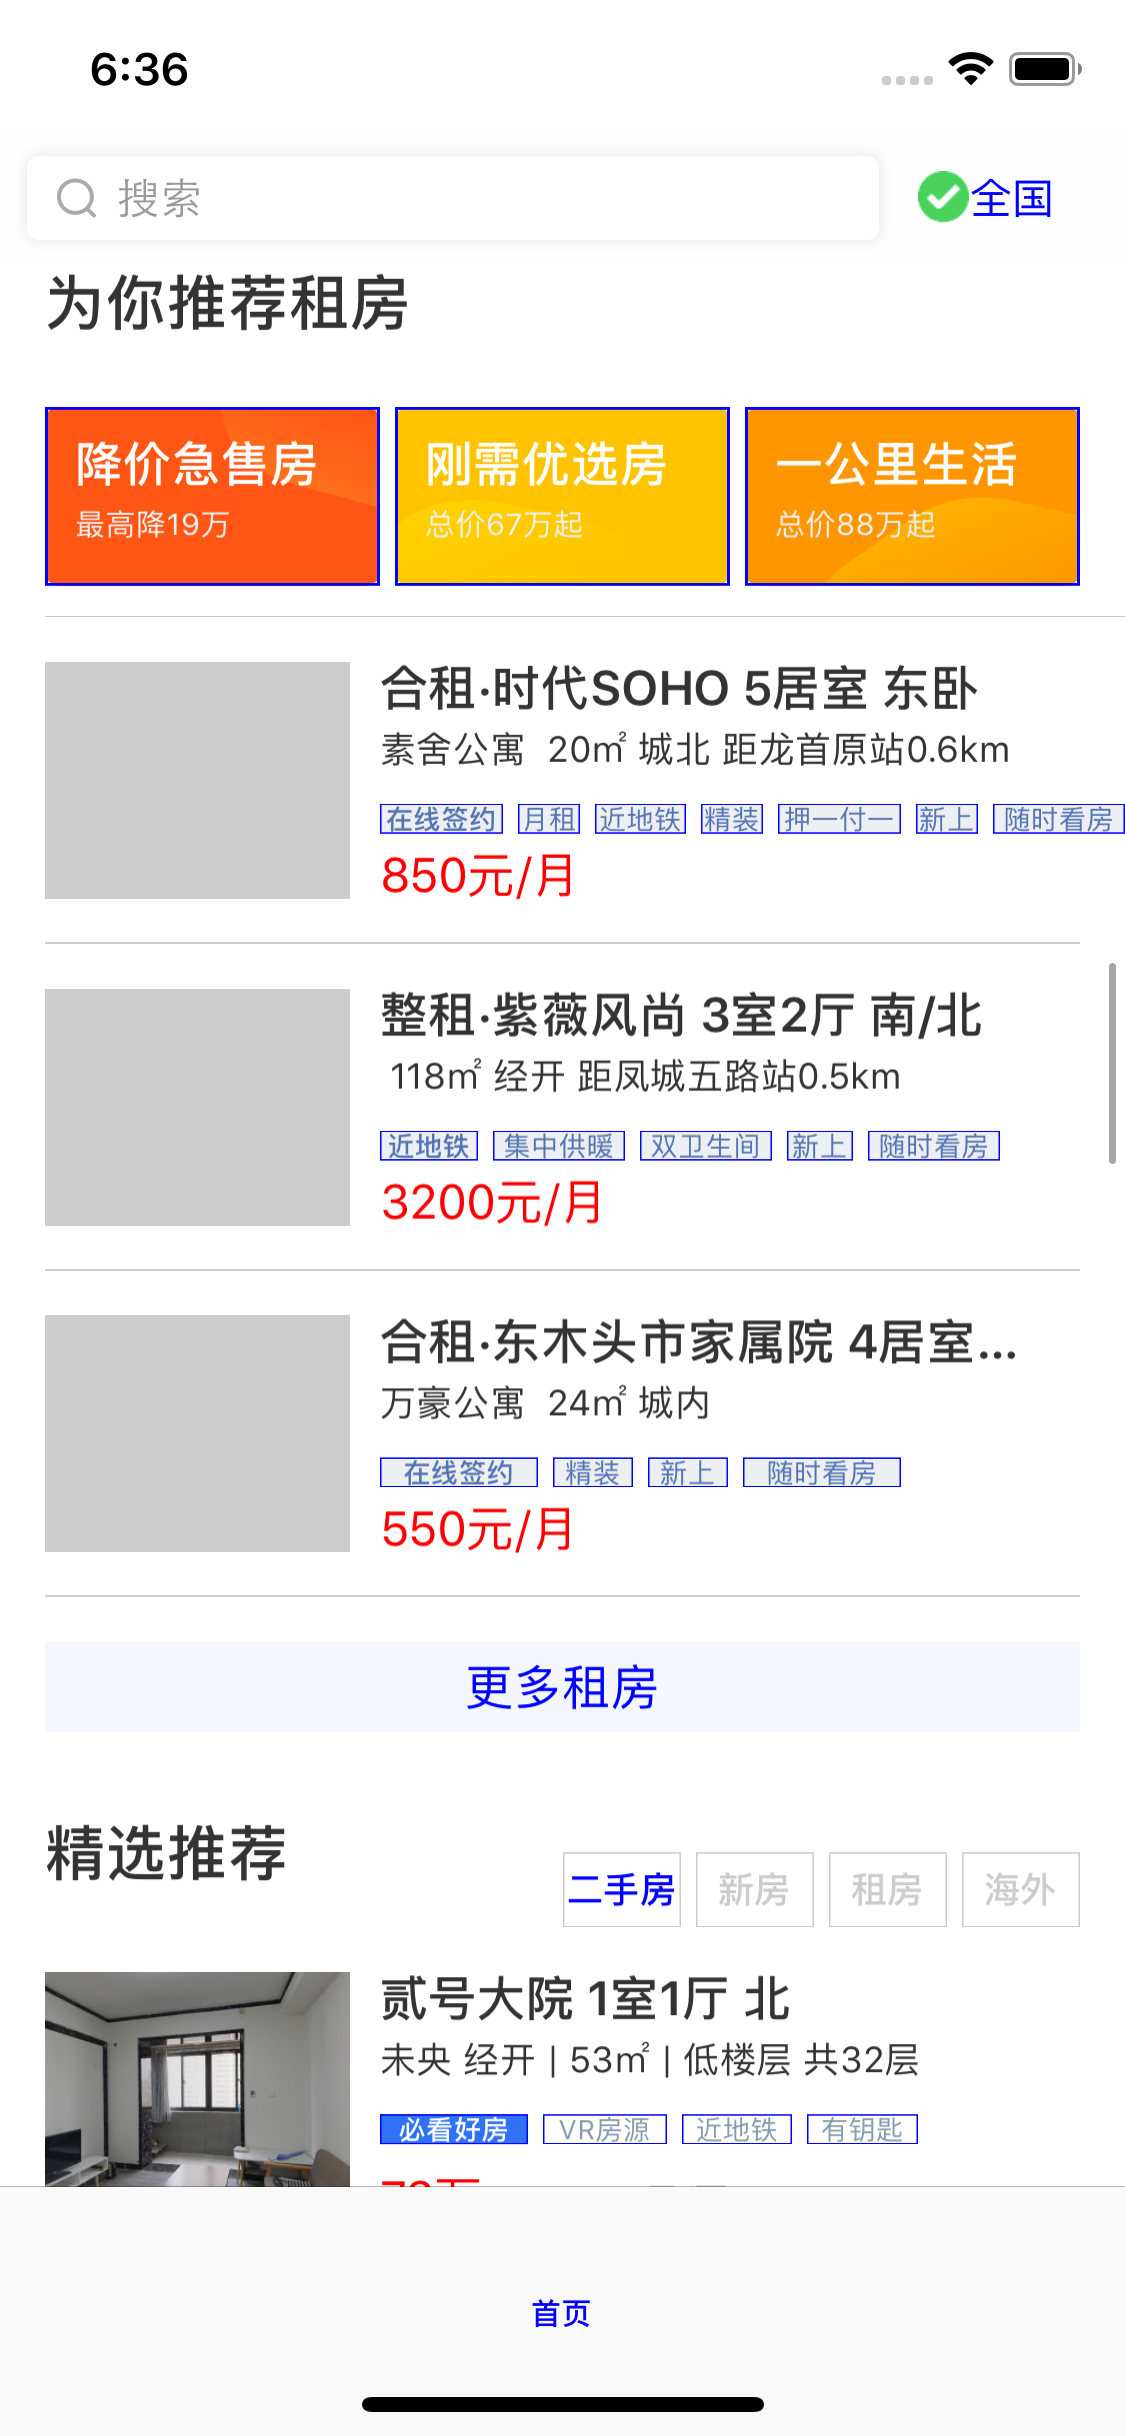 6:36
搜索
全国
为你推荐租房
降价急售房
最高降19万
刚需优选房
总价67万起
一公里生活
总价88万起
合租·时代SOHO 5居室 东卧
素舍公寓 20㎡ 城北 距龙首原站0.6km
在线签约 月租 近地铁 精装 押一付一 新上 随时看房
850元/月
整租·紫薇风尚 3室2厅 南/北
118㎡ 经开 距凤城五路站0.5km
近地铁 集中供暖 双卫生间 新上 随时看房
3200元/月
合租·东木头市家属院 4居室...
万豪公寓 24㎡ 城内
在线签约 精装 新上 随时看房
550元/月
更多租房
精选推荐
二手房 新房 租房 海外
贰号大院 1室1厅 北
未央 经开 | 53㎡ | 低楼层 共32层
必看好房 VR房源 近地铁 有钥匙
首页